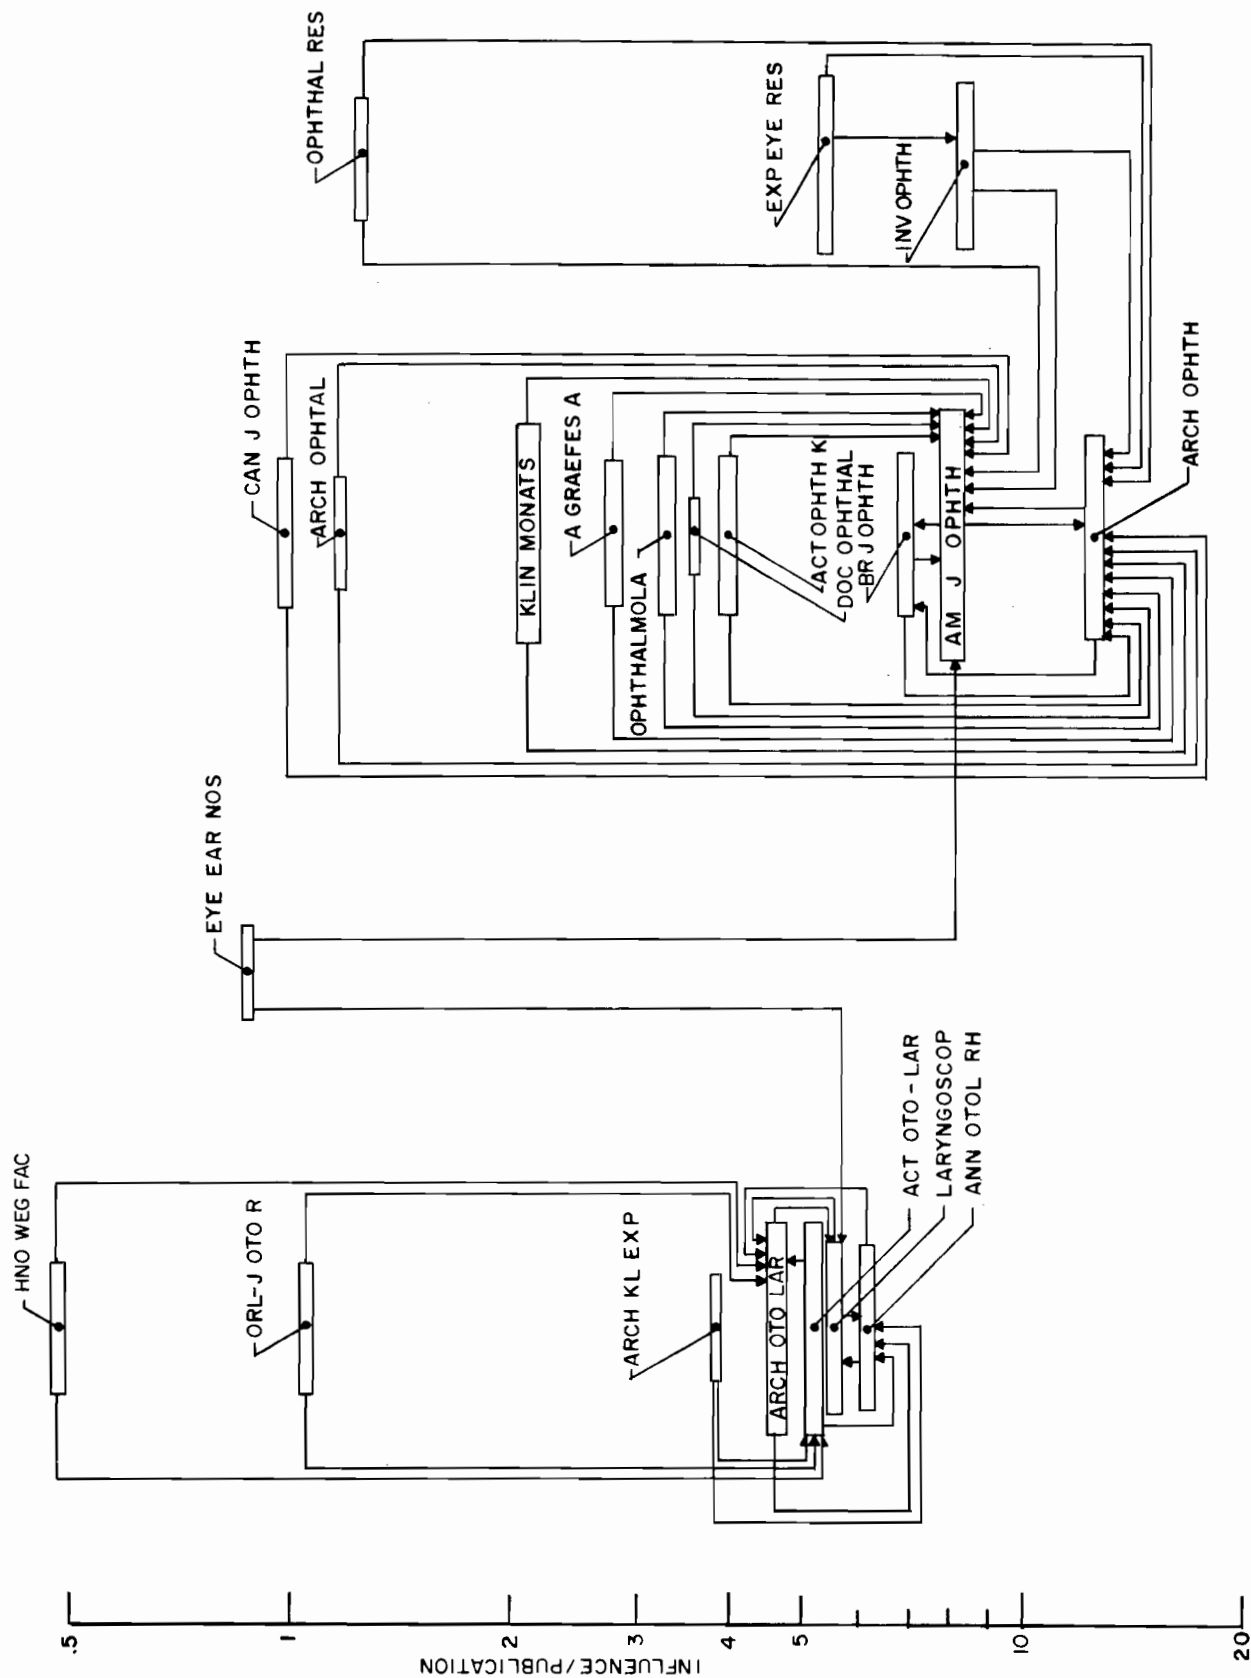 HNO WEG FAC
ORL-J OTO R
ARCH KL EXP
ARCH OTO LAR
ACT OTO-LAR
LARYNGOSCOP
ANN OTOL RH
EYE EAR NOS
CAN J OPHTH
ARCH OPHTAL
KLIN MONATS
A GRAEFES A
OPHTHALMOLA
ACT OPHTH K
DOC OPHTHAL
BR J OPHTH
AM J OPHTH
ARCH OPHTH
OPHTHAL RES
EXP EYE RES
INV OPHTH
INFLUENCE/PUBLICATION
.5
1
2
3
4
5
10
20